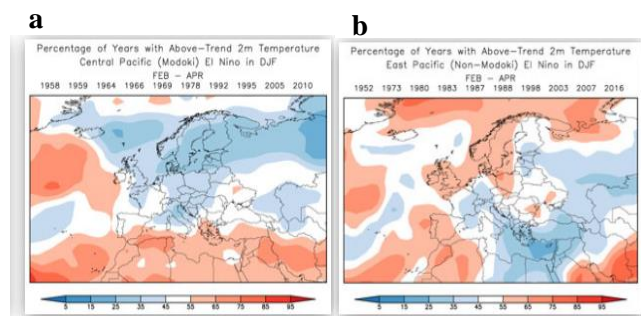 a
Percentage of Years with Above-Trend 2m Temperature
Central Pacific (Modoki) El Nino in DJF
FEB - APR
1958 1959 1964 1966 1969 1978 1992 1995 2005 2010
5 15 25 35 45 55 65 75 85 95
b
Percentage of Years with Above-Trend 2m Temperature
East Pacific (Non-Modoki) El Nino in DJF
FEB - APR
1952 1973 1980 1983 1987 1988 1998 2003 2007 2016
5 15 25 35 45 55 65 75 85 95